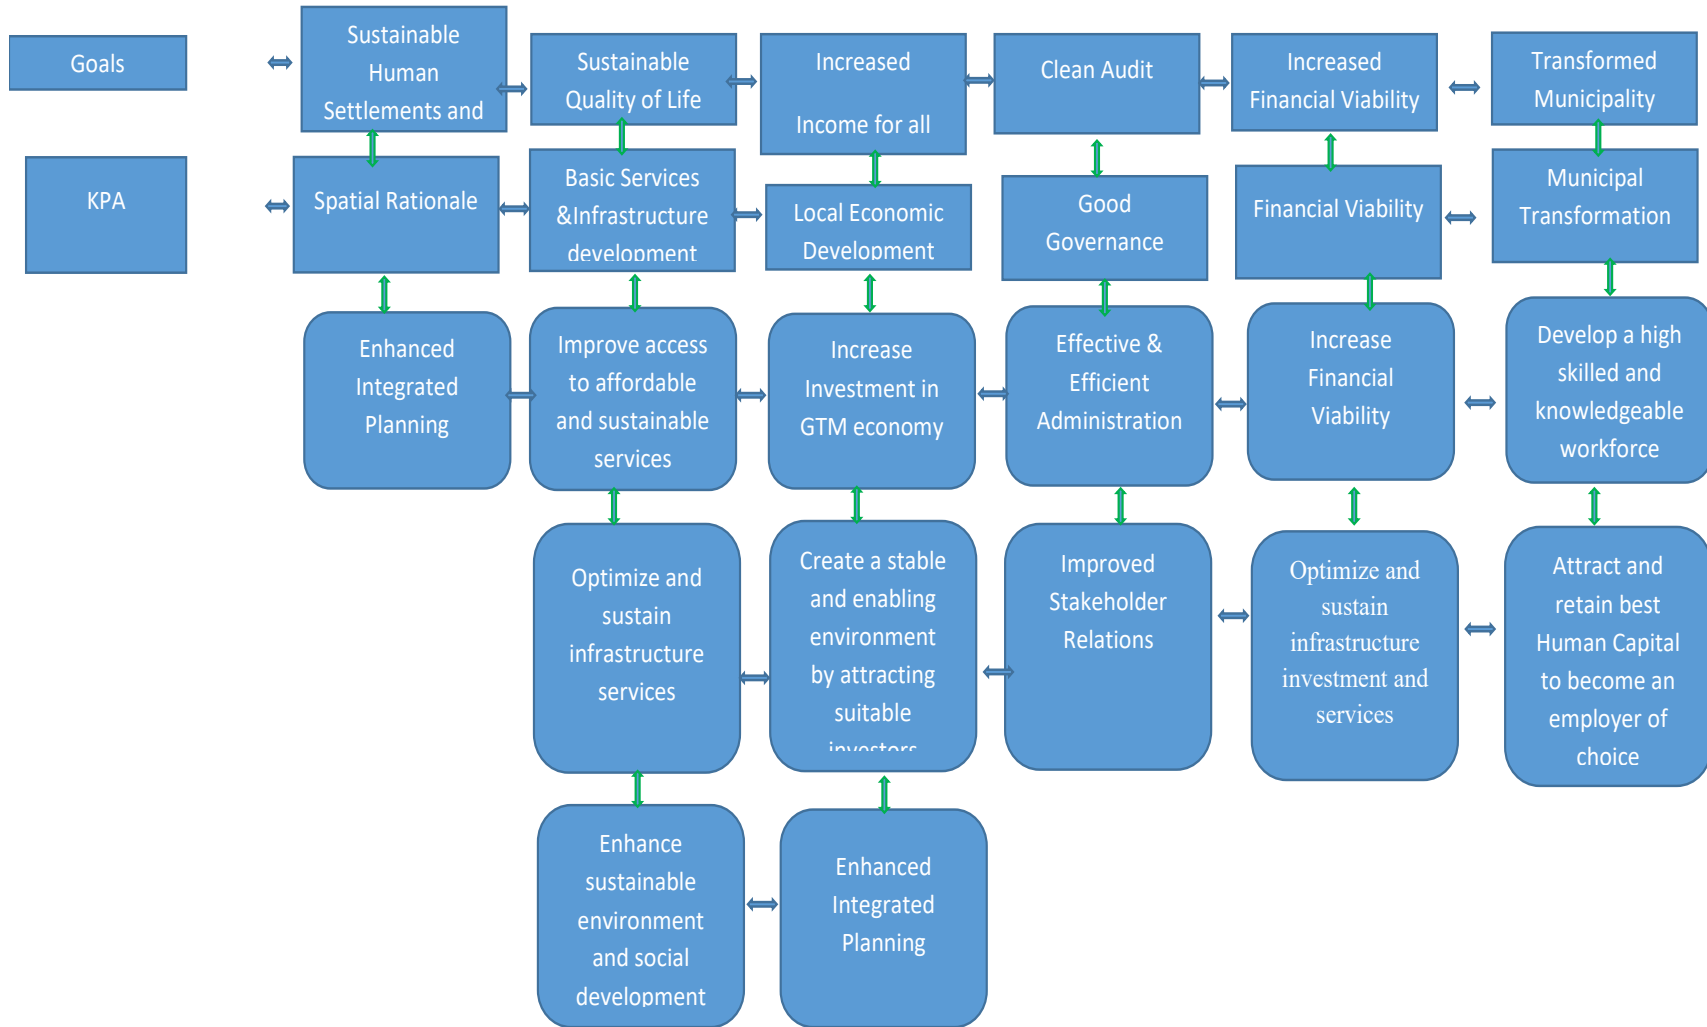 Goals
Sustainable
Human
Settlements and
Sustainable
Quality of Life
Increased
Income for all
Clean Audit
Increased
Financial Viability
Transformed
Municipality
KPA
Spatial Rationale
Basic Services
&Infrastructure
development
Local Economic
Development
Good
Governance
Financial Viability
Municipal
Transformation
Enhanced
Integrated
Planning
Improve access
to affordable
and sustainable
services
Increase
Investment in
GTM economy
Effective &
Efficient
Administration
Increase
Financial
Viability
Develop a high
skilled and
knowledgeable
workforce
Optimize and
sustain
infrastructure
services
Create a stable
and enabling
environment
by attracting
suitable
investors
Improved
Stakeholder
Relations
Optimize and
sustain
infrastructure
investment and
services
Attract and
retain best
Human Capital
to become an
employer of
choice
Enhance
sustainable
environment
and social
development
Enhanced
Integrated
Planning